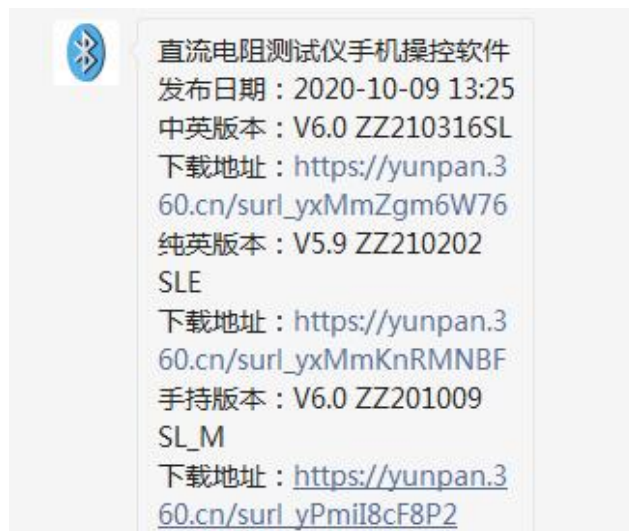 直流电阻测试仪手机操控软件
发布日期：2020-10-09 13:25
中英版本：V6.0 ZZ210316SL
下载地址：https://yunpan.3
60.cn/surl_yxMmZgm6W76
纯英版本：V5.9 ZZ210202
SLE
下载地址：https://yunpan.3
60.cn/surl_yxMmKnRMNBF
手持版本：V6.0 ZZ201009
SL_M
下载地址：https://yunpan.3
60.cn/surl_yPmiI8cF8P2